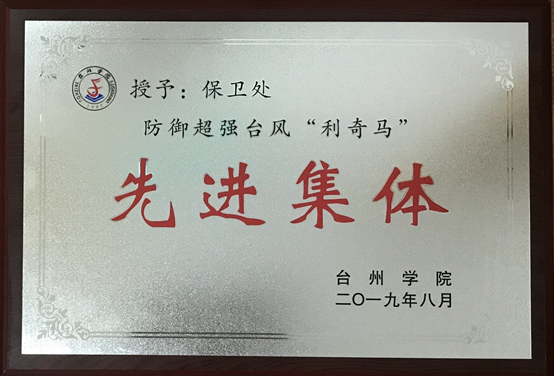 授予：保卫处
防御超强台风“利奇马”
先进集体
台州学院
二〇一九年八月